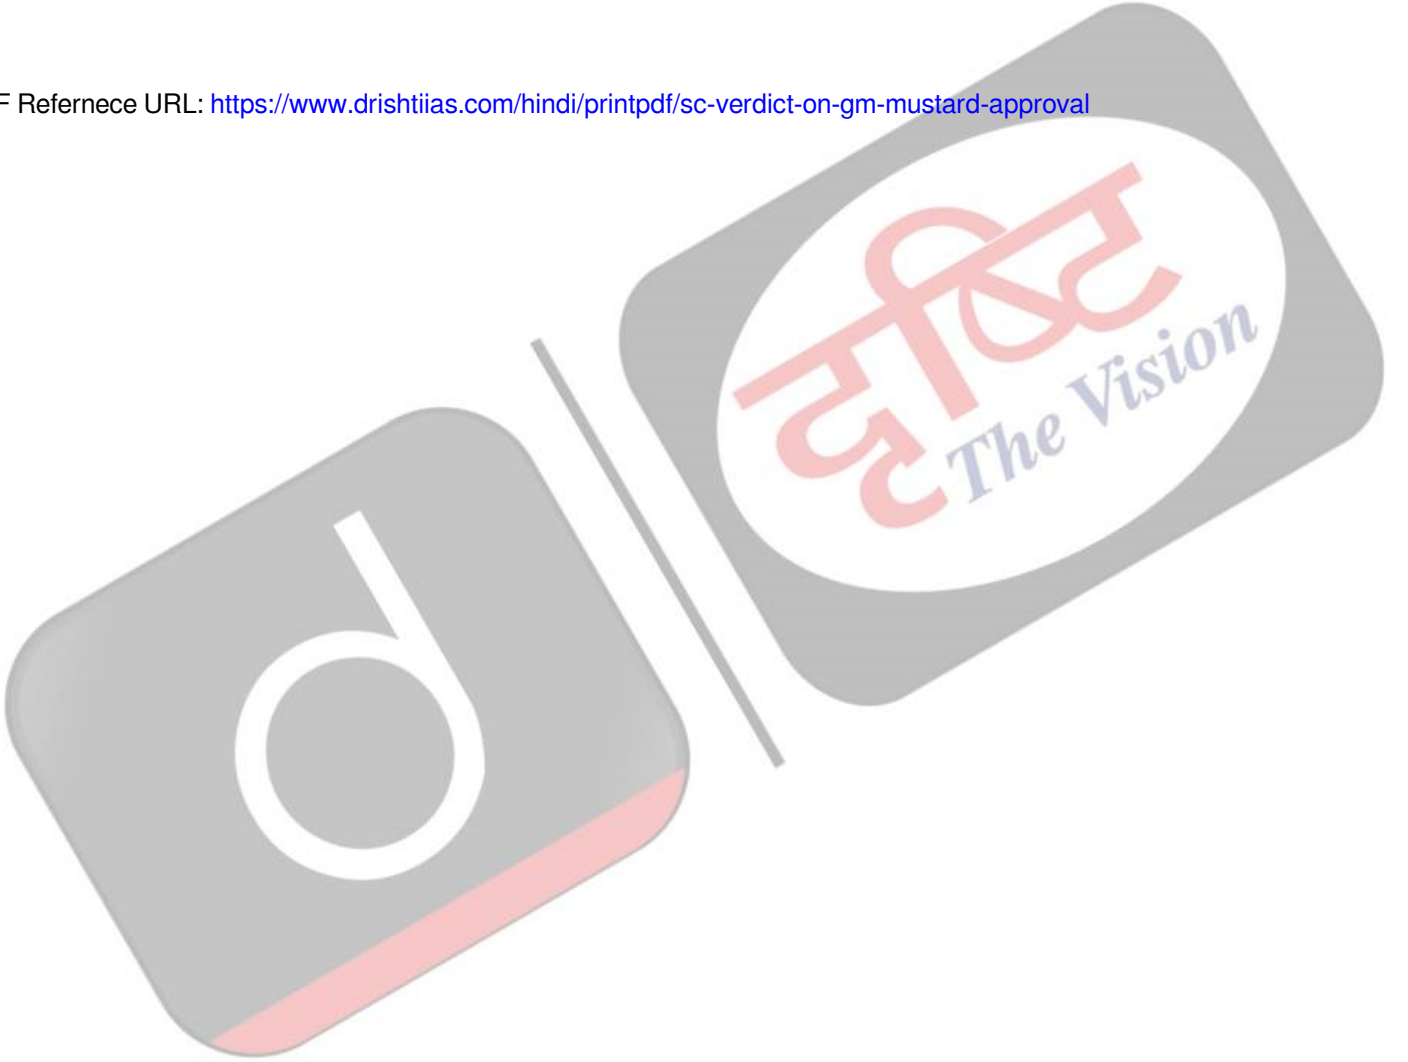 F Refernece URL: https://www.drishtiias.com/hindi/printpdf/sc-verdict-on-gm-mustard-approval
दृष्टि
The Vision
d